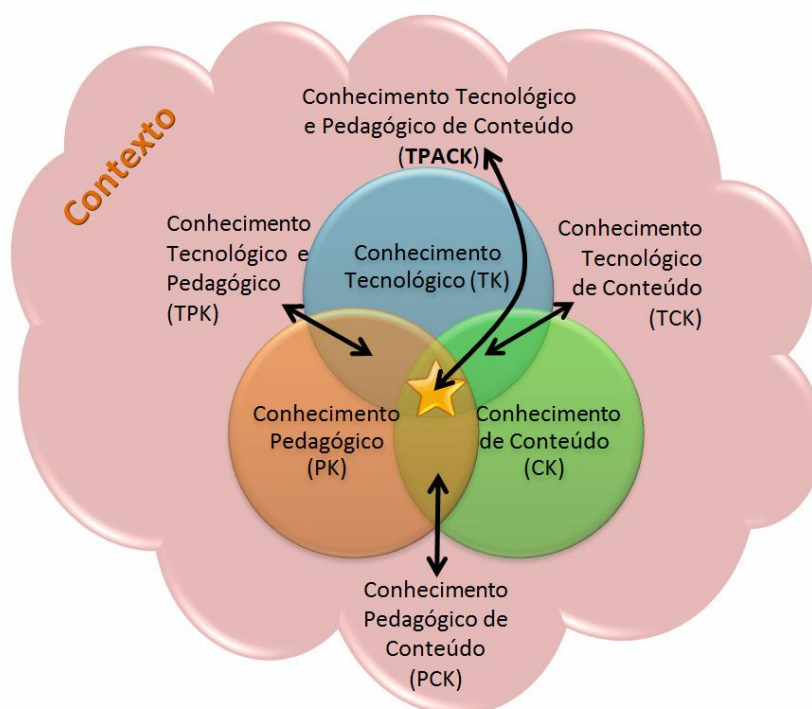 Contexto
Conhecimento Tecnológico
e Pedagógico de Conteúdo
(TPACK)
Conhecimento
Tecnológico e
Pedagógico
(TPK)
Conhecimento
Tecnológico (TK)
Conhecimento
Tecnológico
de Conteúdo
(TCK)
Conhecimento
Pedagógico
(PK)
Conhecimento
de Conteúdo
(CK)
Conhecimento
Pedagógico de
Conteúdo
(PCK)